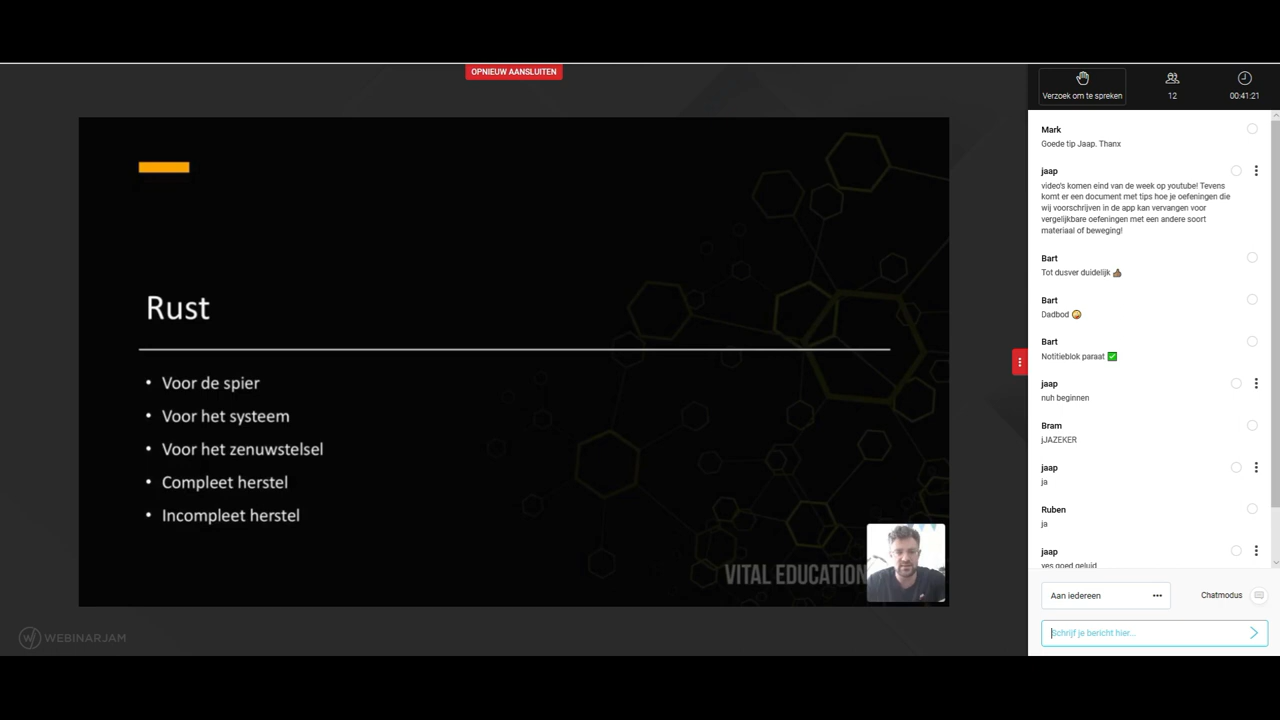 OPNIEUW AANSLUITEN
Rust
• Voor de spier
• Voor het systeem
• Voor het zenuwstelsel
• Compleet herstel
• Incompleet herstel
VITAL EDUCATION
WEBINARJAM
Verzoek om te spreken
12
00:41:21
Mark
Goede tip Jaap. Thanx
jaap
video's komen eind van de week op youtube! Tevens
komt er een document met tips hoe je oefeningen die
wij voorschrijven in de app kan vervangen voor
vergelijkbare oefeningen met een andere soort
materiaal of beweging!
Bart
Tot dusver duidelijk 👍🏾
Bart
Dadbod 🤪
Bart
Notitieblok paraat ✅
jaap
nuh beginnen
Bram
jJAZEKER
jaap
ja
Ruben
ja
jaap
yes goed geluid
Aan iedereen
Chatmodus
Schrijf je bericht hier...